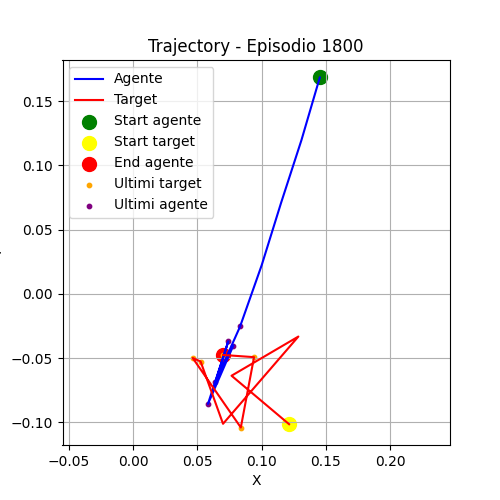 Trajectory - Episodio 1800
Agente
Target
Start agente
Start target
End agente
Ultimi target
Ultimi agente
0.15
0.10
0.05
0.00
−0.05
−0.10
−0.05
0.00
0.05
0.10
0.15
0.20
X